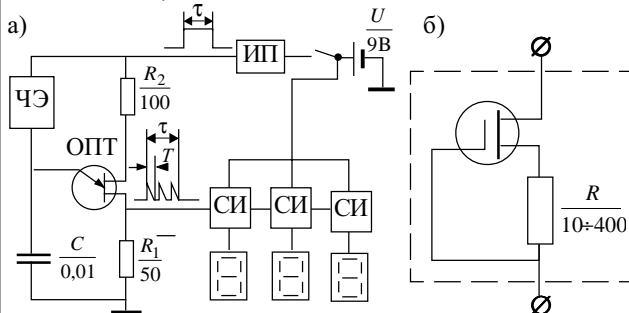 а)
τ
U
9В
б)
ЧЭ
R₂
100
ИП
ОПТ
τ
T
СИ
СИ
СИ
C
0,01
R₁
50
R
10÷400